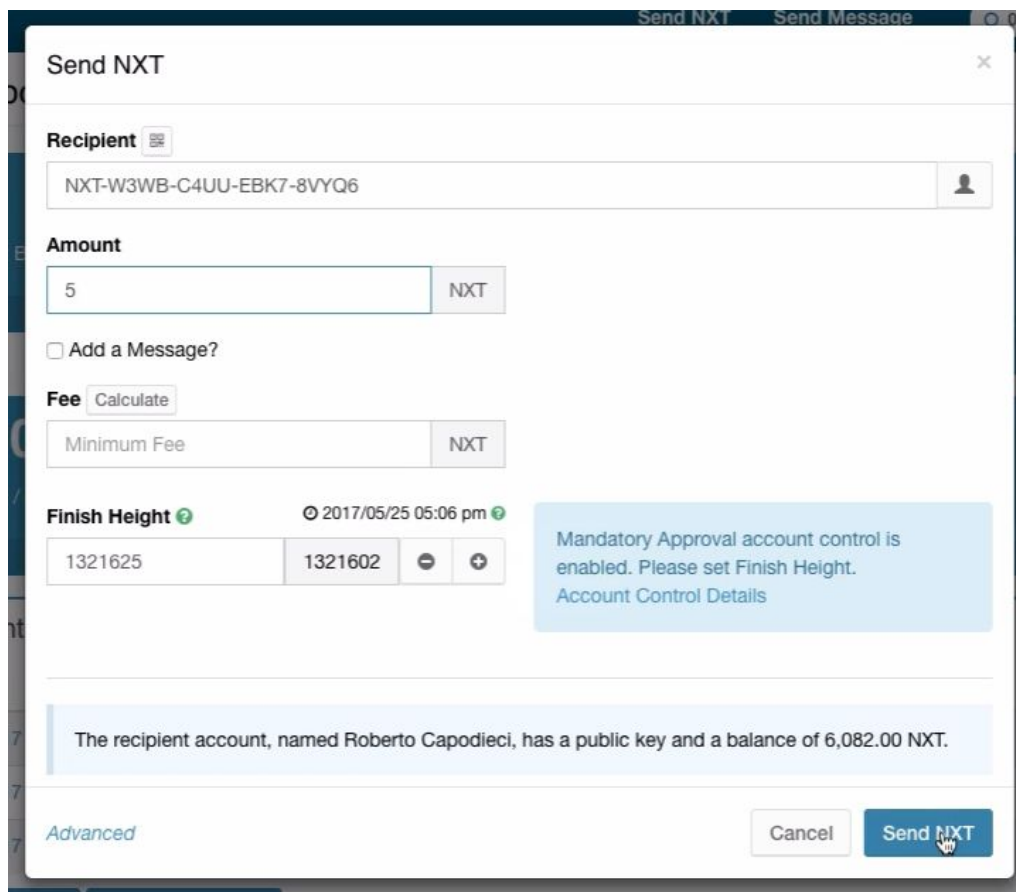 Send NXT Send Message
Send NXT
×
Recipient
NXT-W3WB-C4UU-EBK7-8VYQ6
Amount
5 NXT
Add a Message?
Fee Calculate
Minimum Fee NXT
Finish Height 2017/05/25 05:06 pm
1321625 1321602
Mandatory Approval account control is
enabled. Please set Finish Height.
Account Control Details
The recipient account, named Roberto Capodieci, has a public key and a balance of 6,082.00 NXT.
Advanced Cancel Send NXT